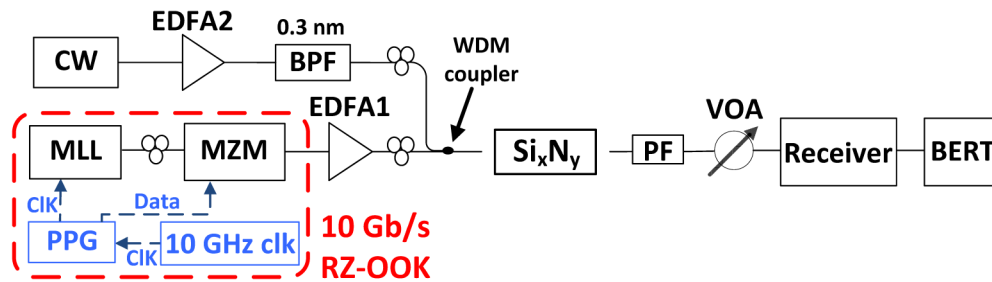 EDFA2
0.3 nm
CW
BPF
WDM
coupler
EDFA1
VOA
MLL
MZM
SixNy
PF
Receiver
BERT
ClK
Data
PPG
ClK
10 GHz clk
10 Gb/s
RZ-OOK